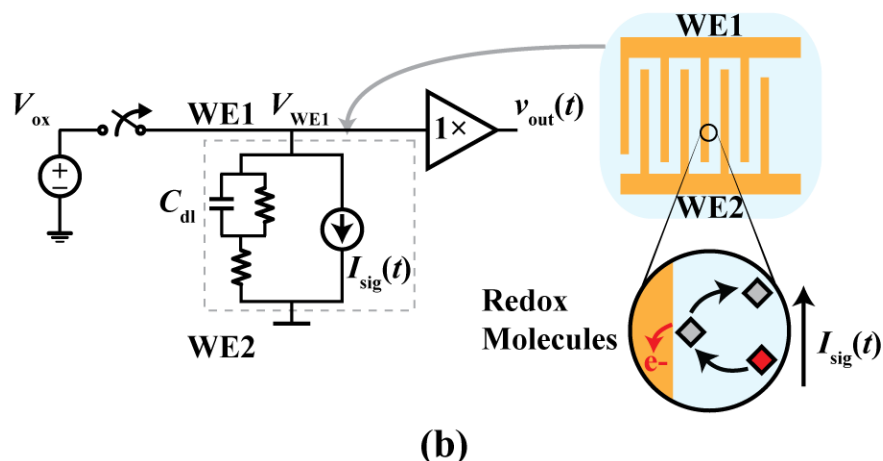 WE1
V_ox
WE1
V_WE1
1×
v_out(t)
+
−
C_dl
I_sig(t)
WE2
WE2
Redox
Molecules
e-
I_sig(t)
(b)